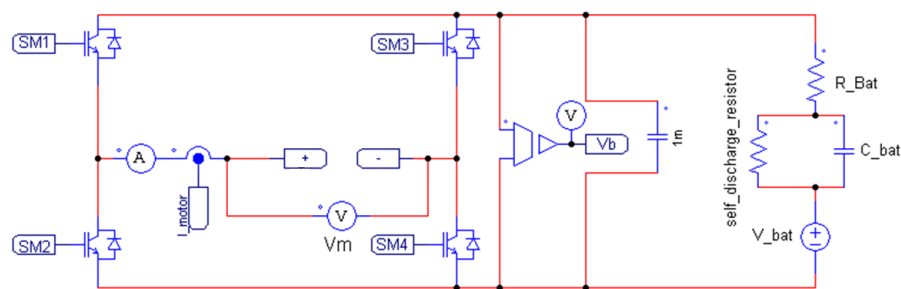 SM1
SM3
V
R_Bat
A
+
-
Vb
1m
self_discharge_resistor
C_bat
I_motor
V
Vm
SM2
SM4
V_bat